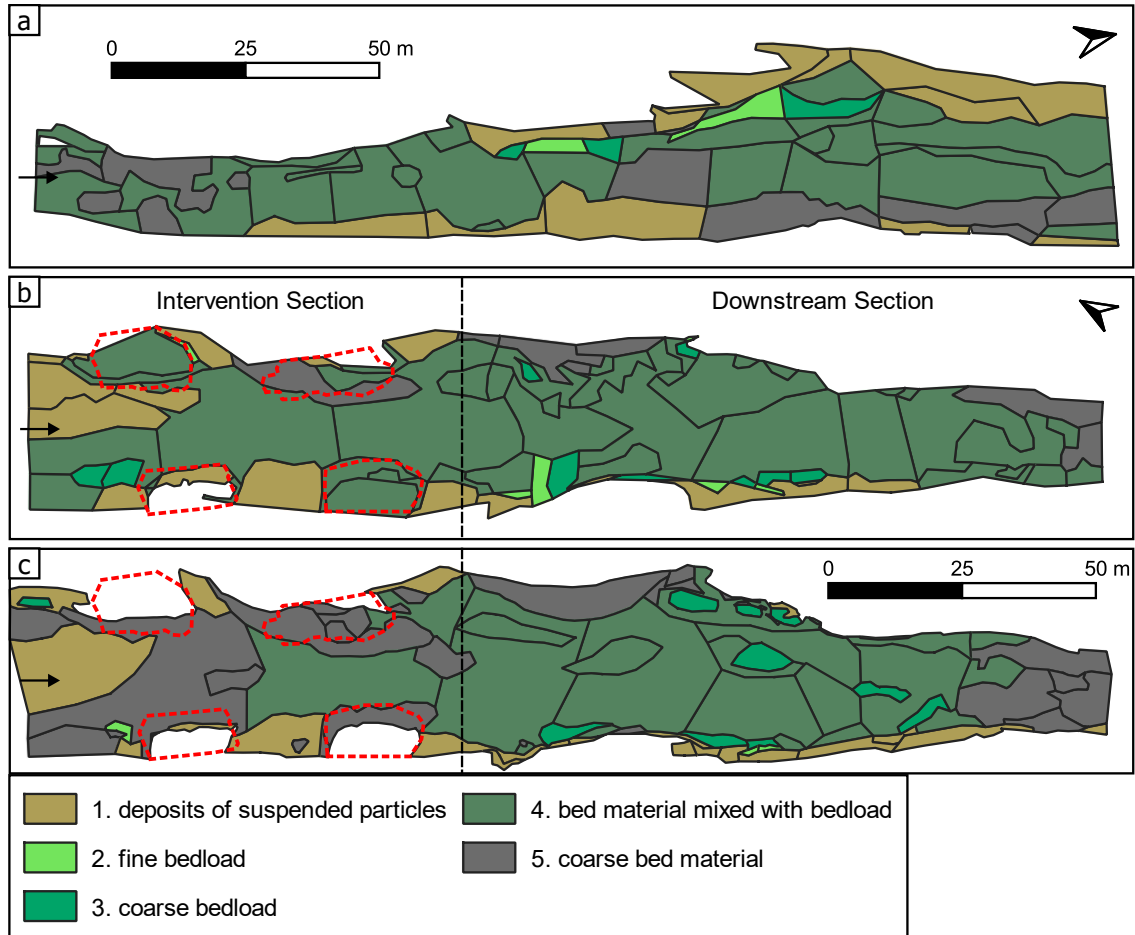 a
0 25 50 m
b
Intervention Section Downstream Section
c
0 25 50 m
1. deposits of suspended particles
2. fine bedload
3. coarse bedload
4. bed material mixed with bedload
5. coarse bed material